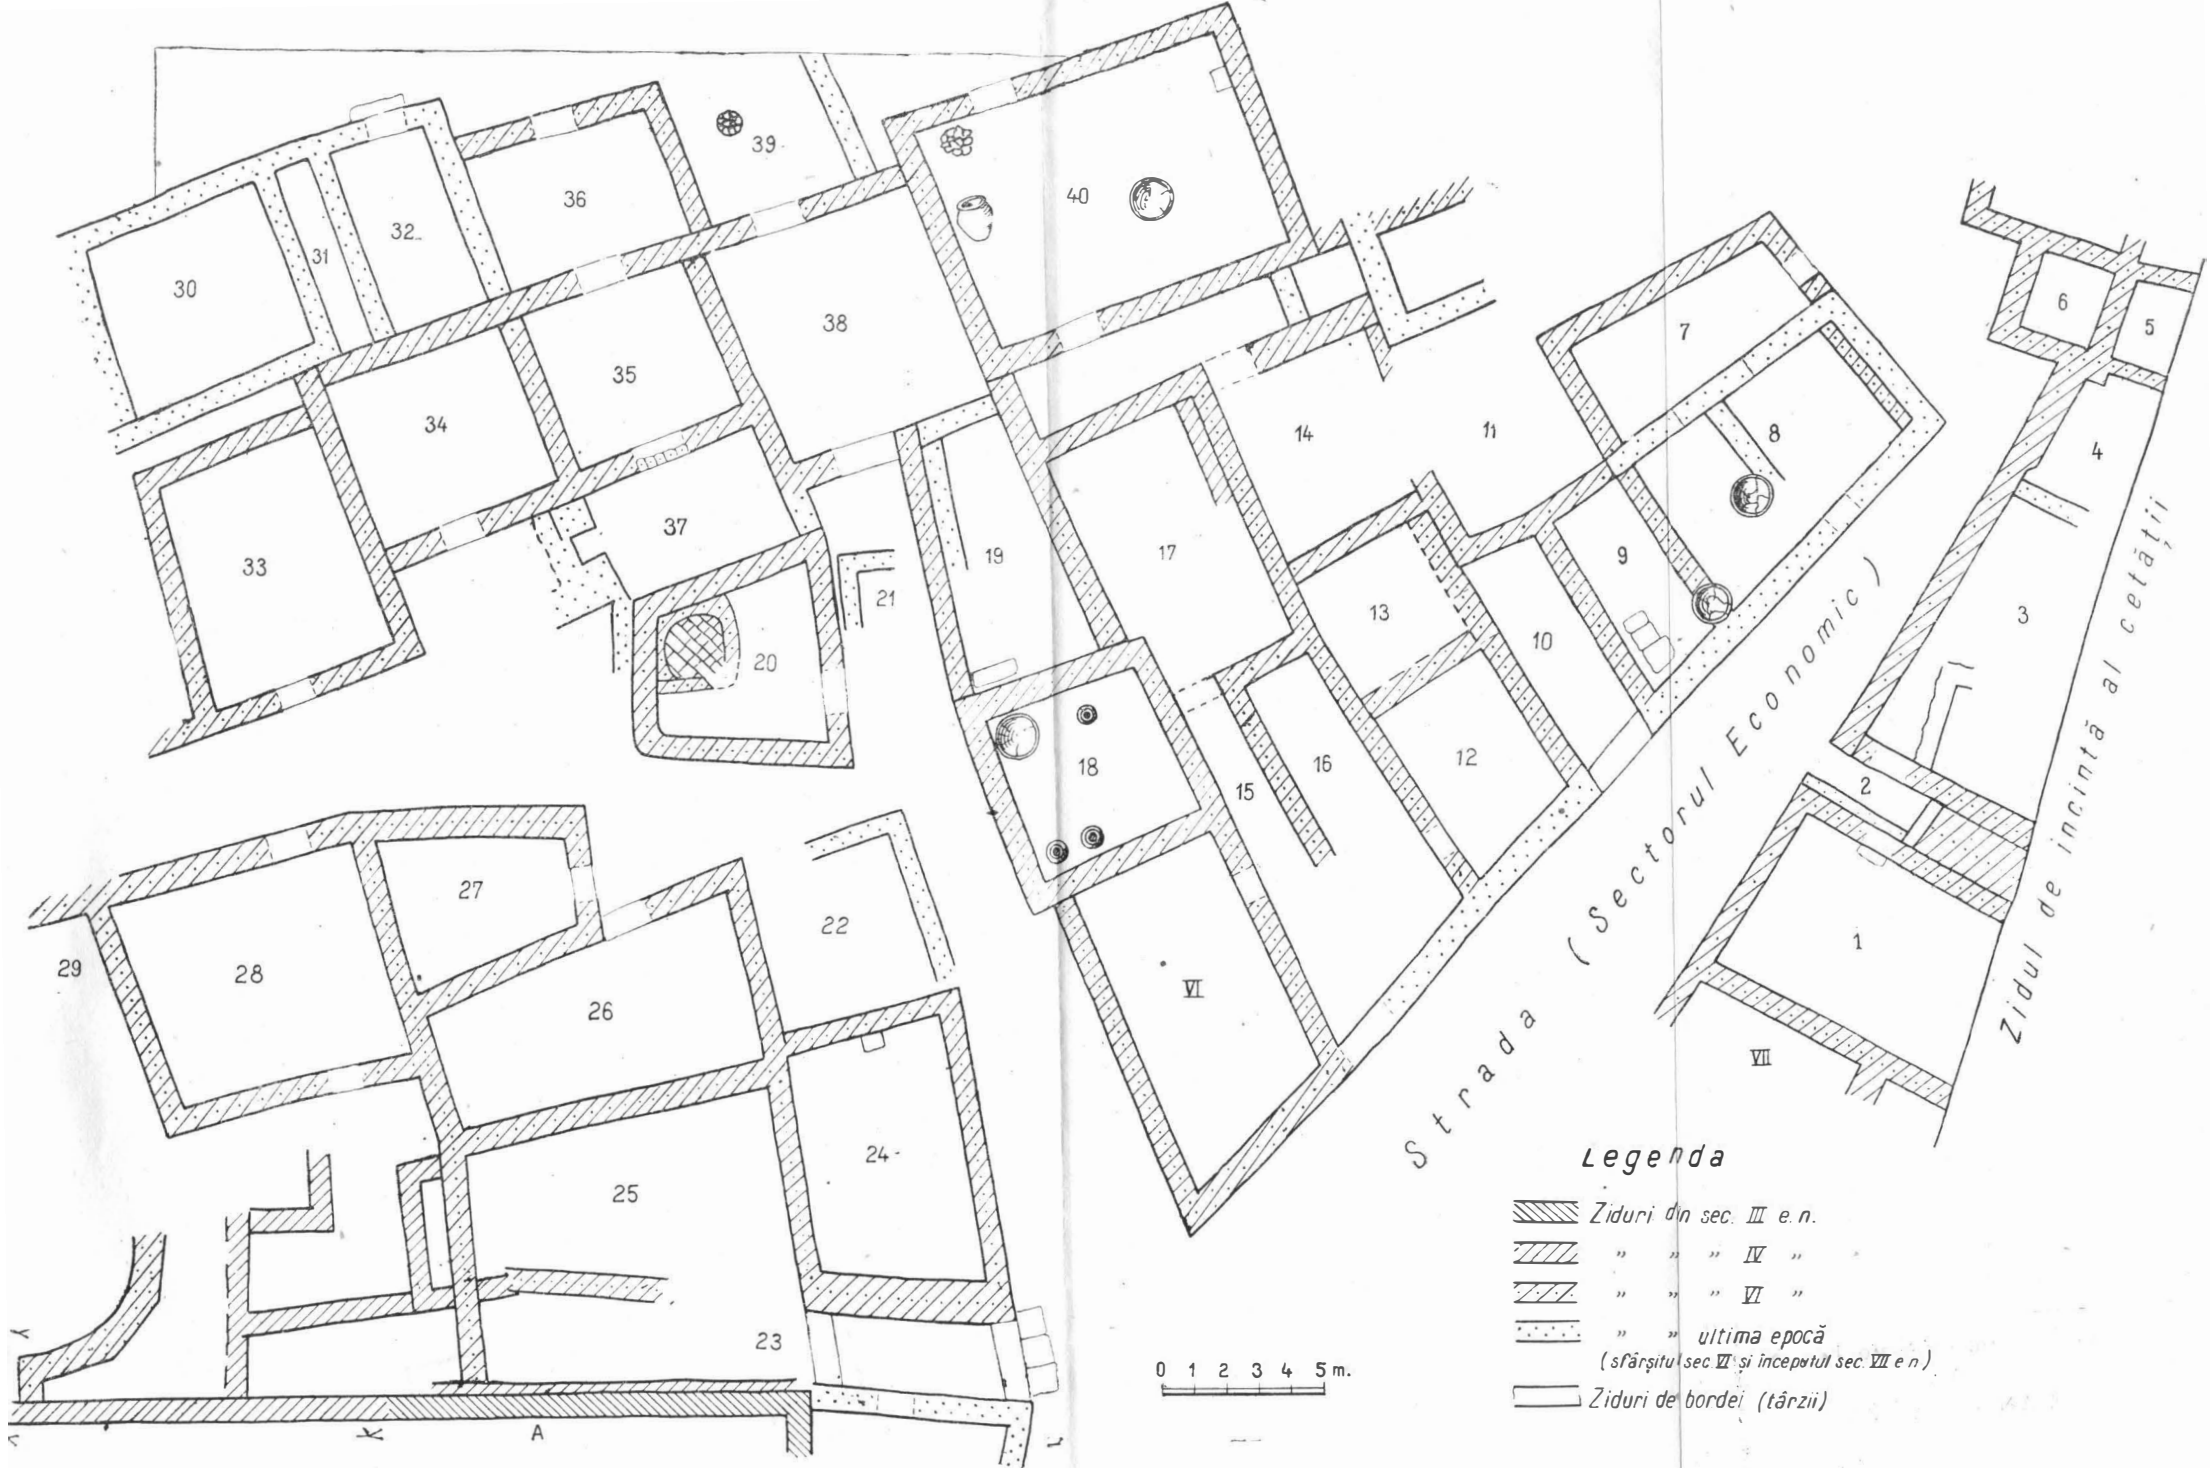 39
36
40
32
31
30
38
35
34
37
33
20
21
19
17
14
11
7
8
9
13
10
12
16
15
18
6
5
4
3
2
1
VI
VII
22
27
28
29
26
25
24
23
A
K
Y
Strada (Sectorul Economic)
Zidul de incintă al cetății
Legenda
Ziduri din sec. III e.n.
" " " IV "
" " " VI "
" " ultima epocă
(sfârșitul sec. VI și începutul sec. VII e n)
Ziduri de bordei (târzii)
0 1 2 3 4 5 m.